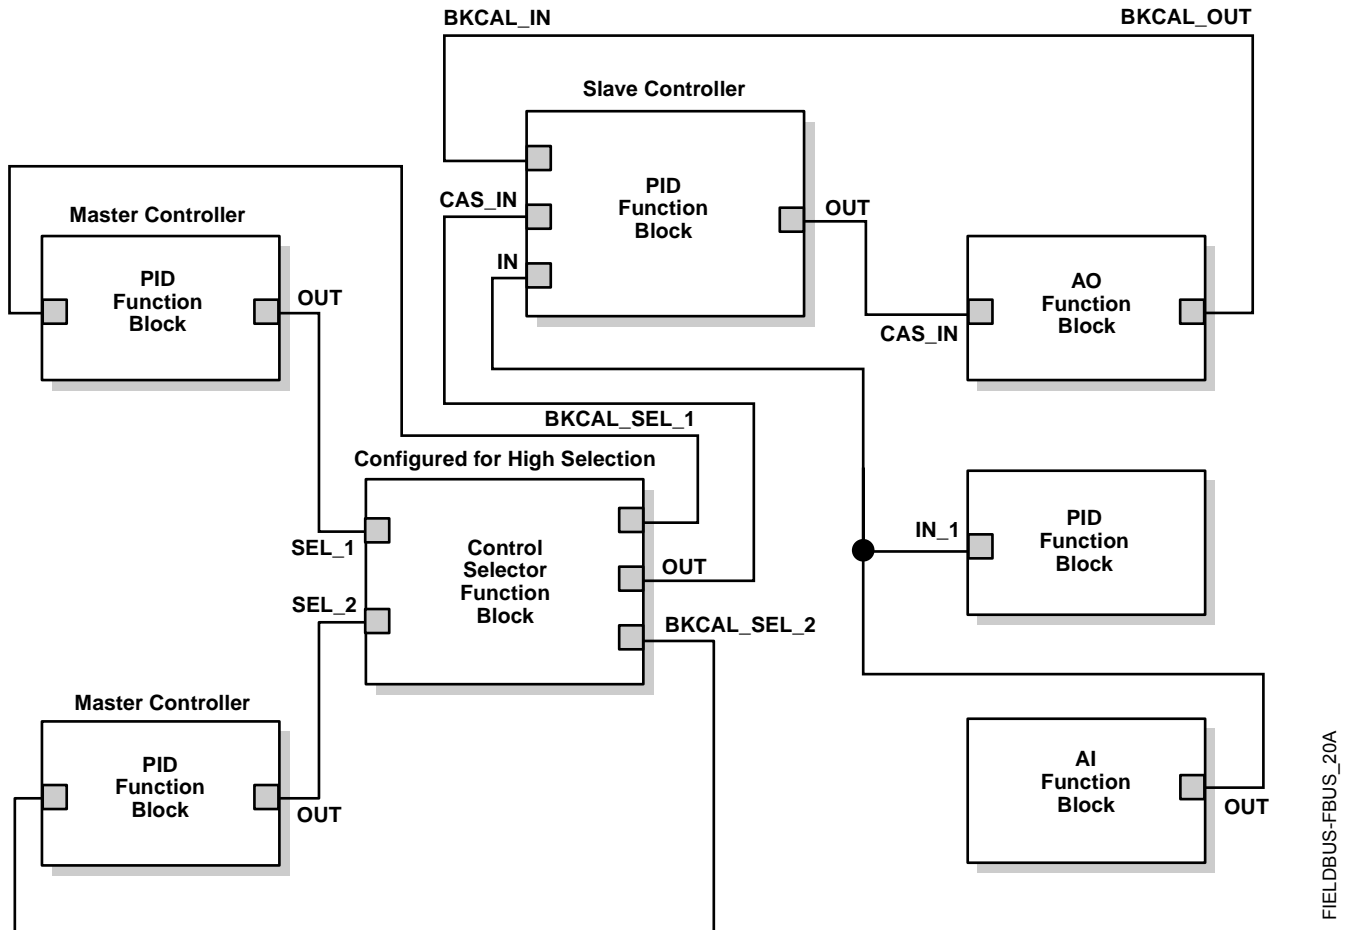 BKCAL_IN
BKCAL_OUT
Slave Controller
PID
Function
Block
CAS_IN
IN
OUT
Master Controller
PID
Function
Block
OUT
AO
Function
Block
CAS_IN
BKCAL_SEL_1
Configured for High Selection
Control
Selector
Function
Block
SEL_1
SEL_2
OUT
BKCAL_SEL_2
IN_1
PID
Function
Block
Master Controller
PID
Function
Block
OUT
AI
Function
Block
OUT
FIELDBUS-FBUS_20A